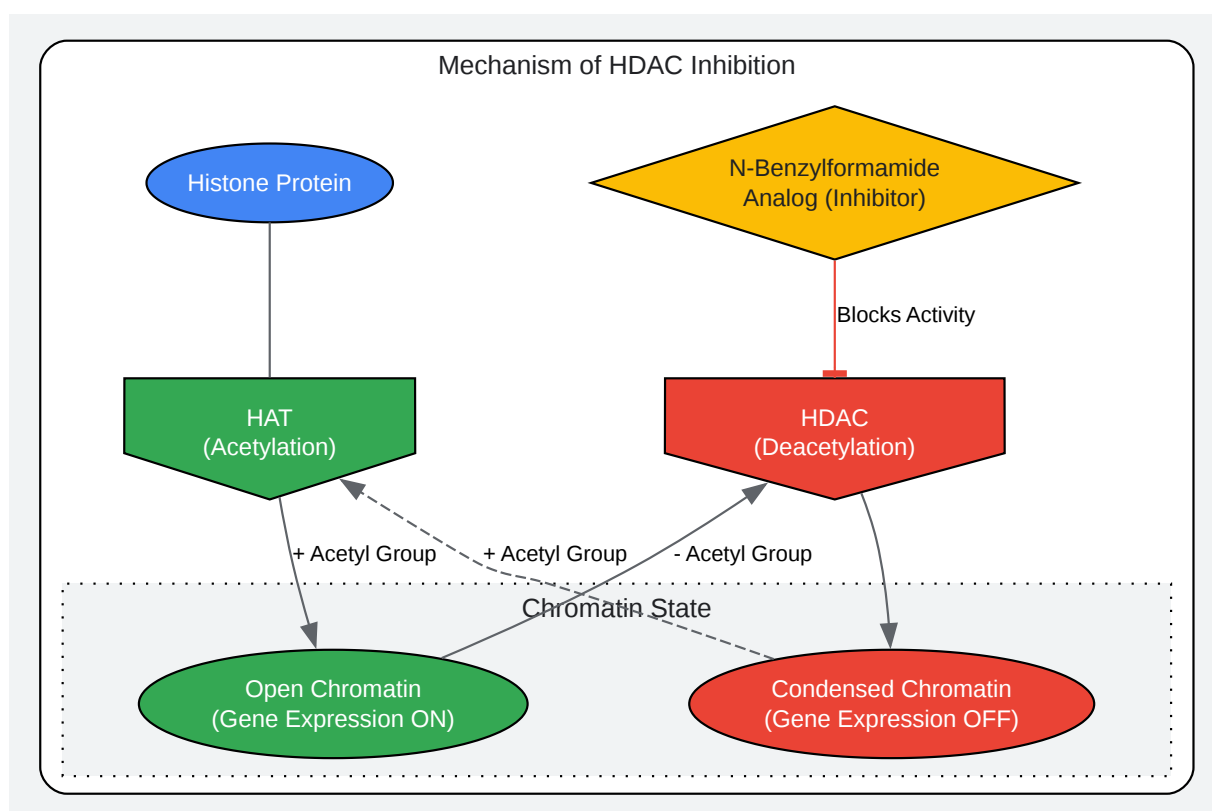 Mechanism of HDAC Inhibition
Histone Protein
N-Benzylformamide
Analog (Inhibitor)
Blocks Activity
HAT
(Acetylation)
HDAC
(Deacetylation)
+ Acetyl Group
+ Acetyl Group
- Acetyl Group
Chromatin State
Open Chromatin
(Gene Expression ON)
Condensed Chromatin
(Gene Expression OFF)